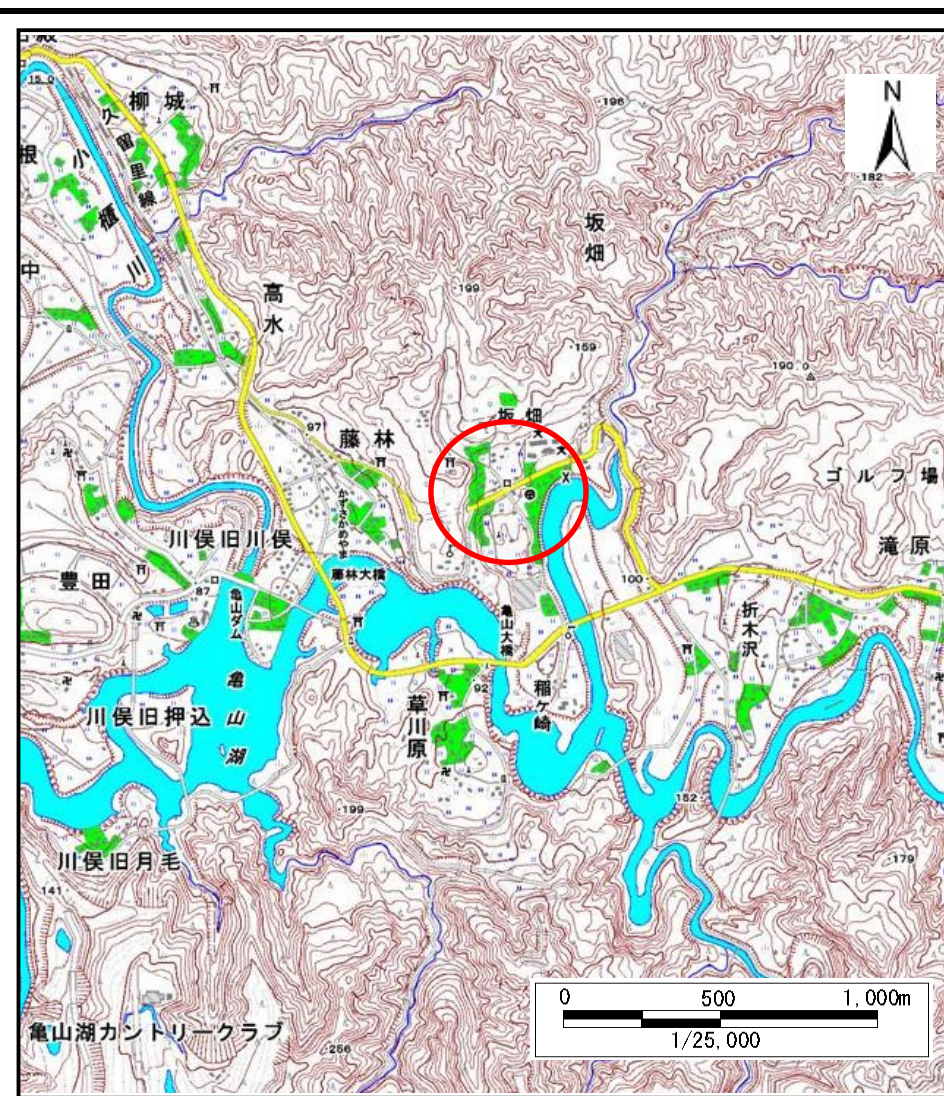 15.0
久留里線
柳城
小櫃川
根
中
196
N
182
坂畑
高水
199
159
150
190.0
100
坂畑
97
藤林
ゴルフ場
かずさかめやま
川俣旧川俣
滝原
豊田
87
藤林大橋
100
亀山ダム
亀山大橋
折木沢
亀山湖
92
稲ヶ崎
川俣旧押込
草川原
152
199
川俣旧月毛
179
141
亀山湖カントリークラブ
256
0 500 1,000m
1/25,000